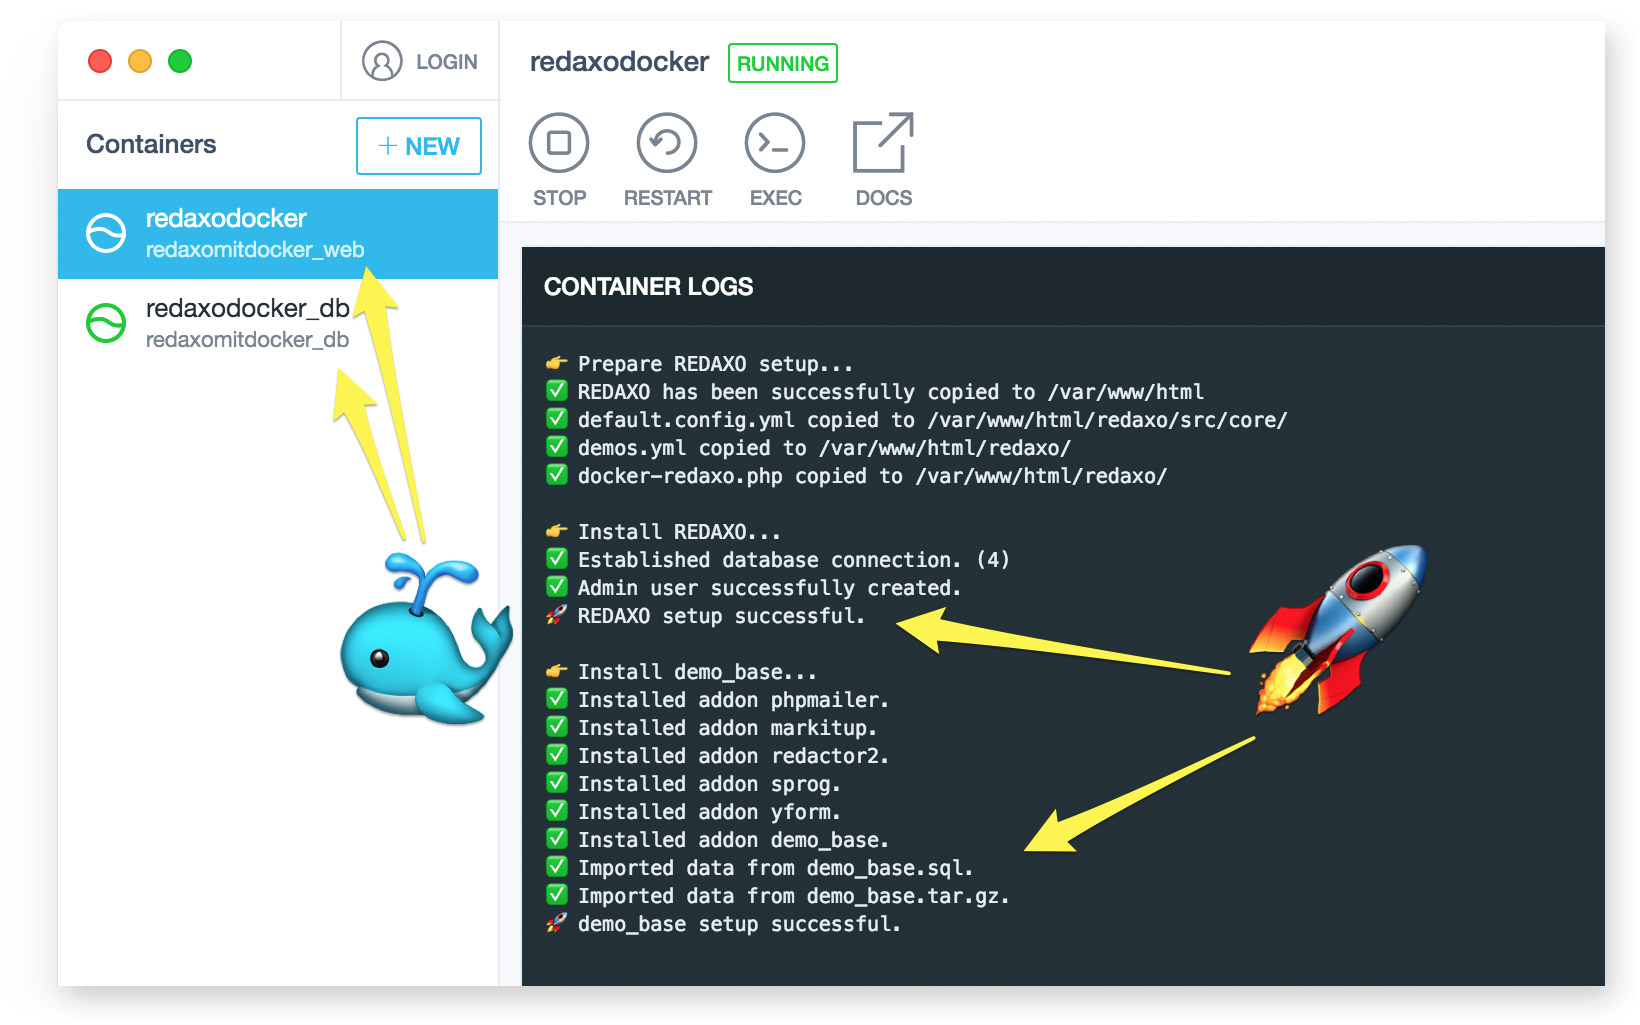 LOGIN
Containers
+ NEW
redaxodocker
redaxomitdocker_web
redaxodocker_db
redaxomitdocker_db
redaxodocker RUNNING
STOP RESTART EXEC DOCS
CONTAINER LOGS
👉 Prepare REDAXO setup...
✅ REDAXO has been successfully copied to /var/www/html
✅ default.config.yml copied to /var/www/html/redaxo/src/core/
✅ demos.yml copied to /var/www/html/redaxo/
✅ docker-redaxo.php copied to /var/www/html/redaxo/
👉 Install REDAXO...
✅ Established database connection. (4)
✅ Admin user successfully created.
🚀 REDAXO setup successful.
👉 Install demo_base...
✅ Installed addon phpmailer.
✅ Installed addon markitup.
✅ Installed addon redactor2.
✅ Installed addon sprog.
✅ Installed addon yform.
✅ Installed addon demo_base.
✅ Imported data from demo_base.sql.
✅ Imported data from demo_base.tar.gz.
🚀 demo_base setup successful.